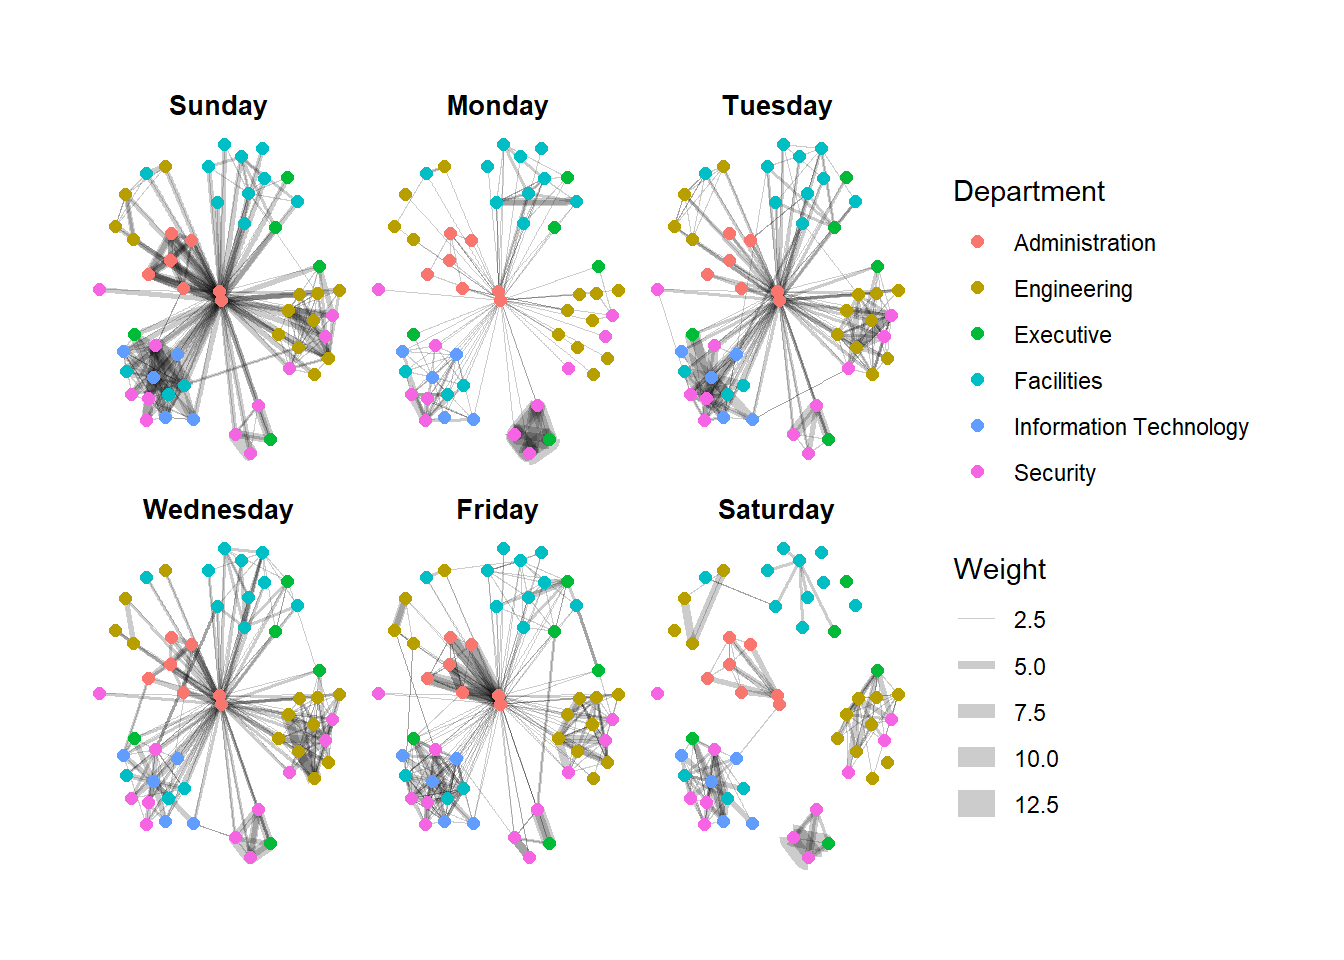 Sunday
Monday
Tuesday
Wednesday
Friday
Saturday
Department
Administration
Engineering
Executive
Facilities
Information Technology
Security
Weight
2.5
5.0
7.5
10.0
12.5